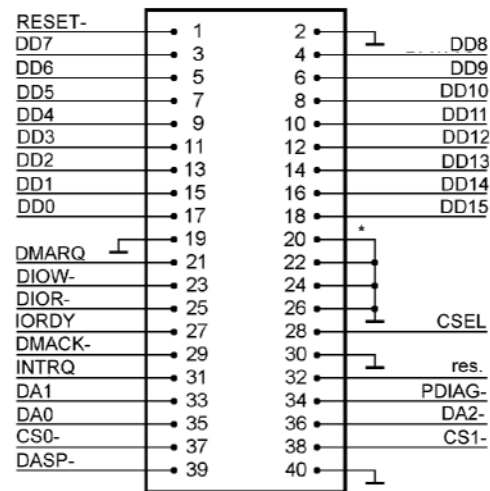 RESET- 1 2
DD7 3 4 DD8
DD6 5 6 DD9
DD5 7 8 DD10
DD4 9 10 DD11
DD3 11 12 DD12
DD2 13 14 DD13
DD1 15 16 DD14
DD0 17 18 DD15
19 20 *
DMARQ 21 22
DIOW- 23 24
DIOR- 25 26
IORDY 27 28 CSEL
DMACK- 29 30
INTRQ 31 32 res.
DA1 33 34 PDIAG-
DA0 35 36 DA2-
CS0- 37 38 CS1-
DASP- 39 40